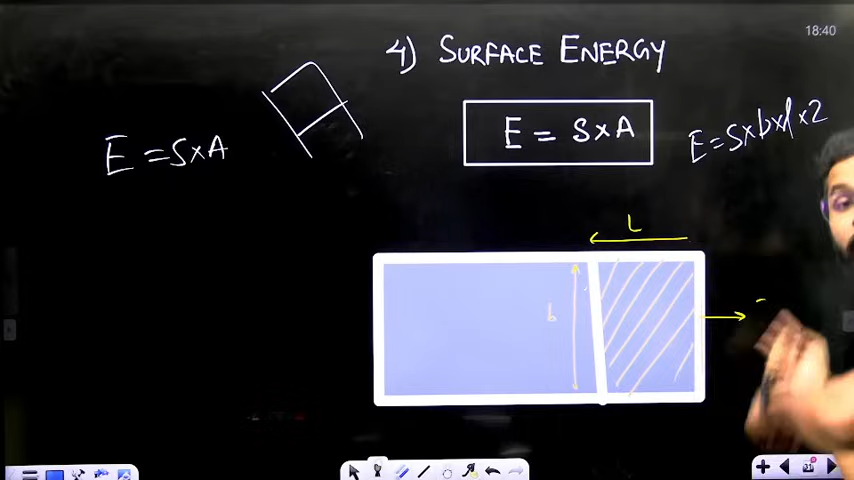 18:40
4) SURFACE ENERGY
E = S×A
E = S×A
E = S×b×l×2
L
b